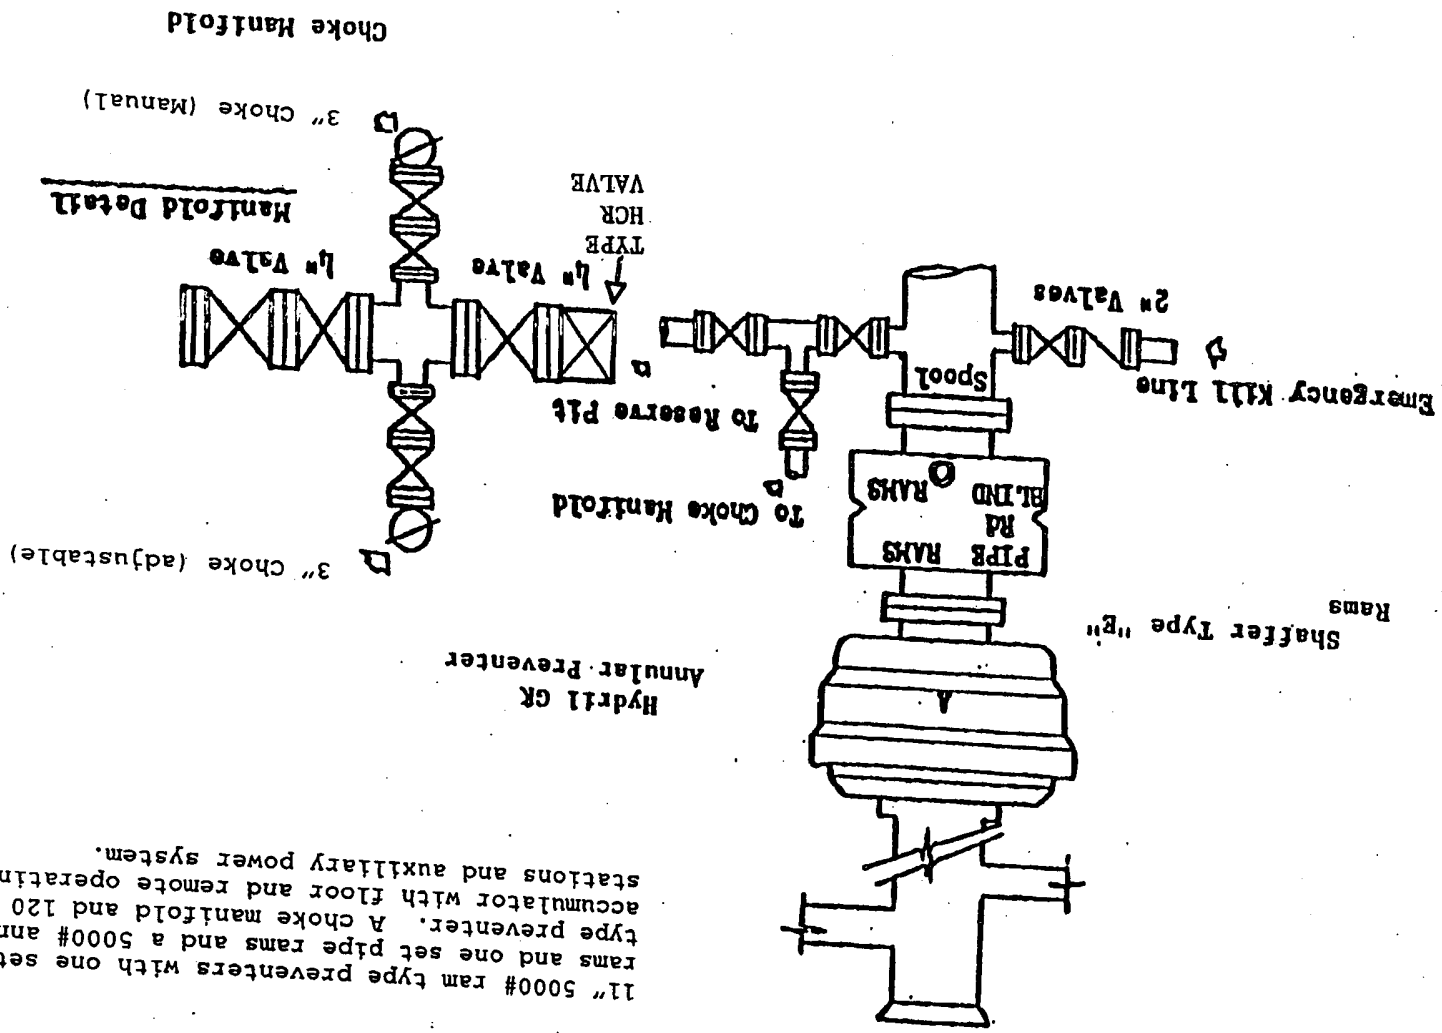 11" 5000# ram type preventers with one set
rams and one set pipe rams and a 5000# ann
type preventer. A choke manifold and 120
accumulator with floor and remote operatin
stations and auxiliary power system.
A
Hydril GK
Annular Preventer
Shaffer Type "E"
Rams
PIPE RAMS
Rd
BLIND RAMS
Spool
Emergency Kill Line
2" Valves
To Choke Manifold
To Reserve Pit
3" Choke (adjustable)
TYPE
HCR
VALVE
4" Valve
4" Valve
Manifold Detail
3" Choke (Manual)
Choke Manifold